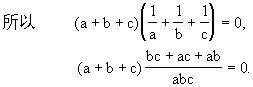 所以 (a + b + c)(1/a + 1/b + 1/c) = 0,
(a + b + c) (bc + ac + ab)/abc = 0.